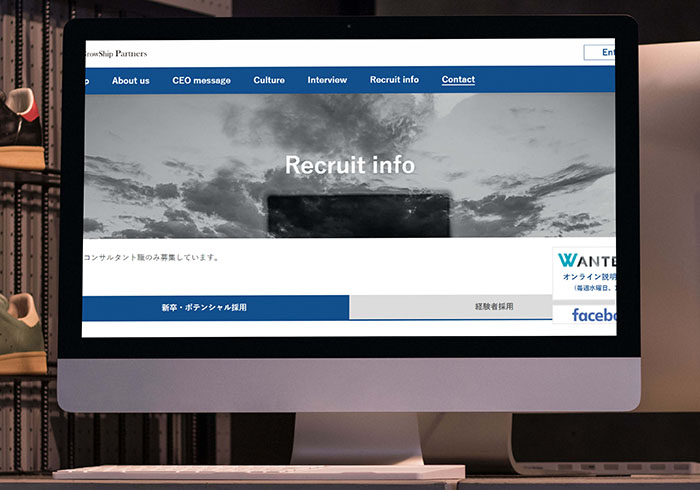 GrowShip Partners
Ent
p About us CEO message Culture Interview Recruit info Contact
Recruit info
コンサルタント職のみ募集しています。
WANTE
オンライン説明
(毎週水曜日、
新卒・ポテンシャル採用
経験者採用
facebo